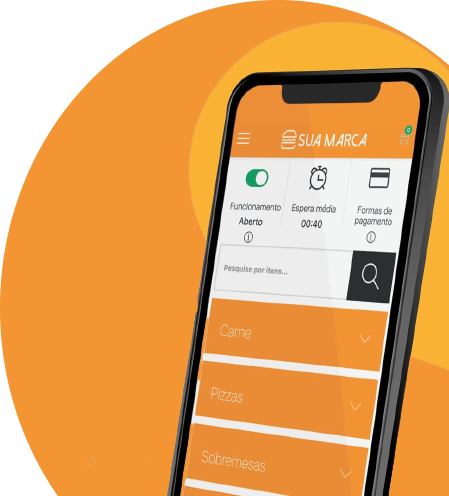 SUA MARCA
0
Funcionamento
Aberto
Espera média
00:40
Formas de
pagamento
Pesquise por itens...
Carne
Pizzas
Sobremesas